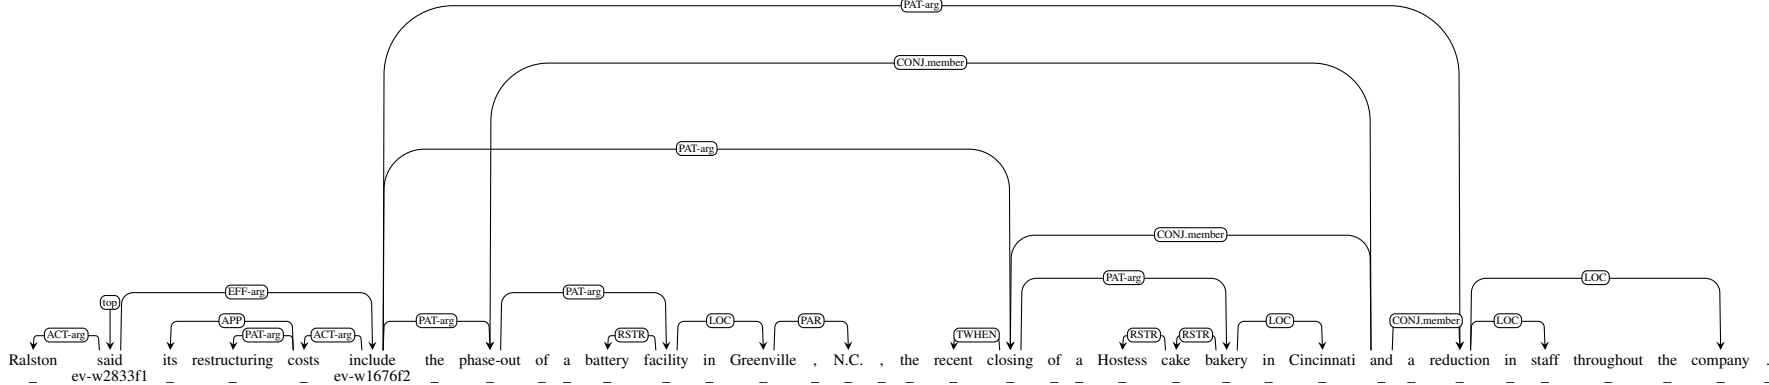 PAT-arg
CONJ.member
PAT-arg
CONJ.member
EFF-arg PAT-arg PAT-arg LOC
top
APP PAT-arg LOC PAR LOC CONJ.member LOC
ACT-arg PAT-arg ACT-arg RSTR TWHEN RSTR RSTR
Ralston said its restructuring costs include the phase-out of a battery facility in Greenville , N.C. , the recent closing of a Hostess cake bakery in Cincinnati and a reduction in staff throughout the company .
_ ev-w2833f1 _ _ _ ev-w1676f2 _ _ _ _ _ _ _ _ _ _ _ _ _ _ _ _ _ _ _ _ _ _ _ _ _ _ _ _ _ _ _